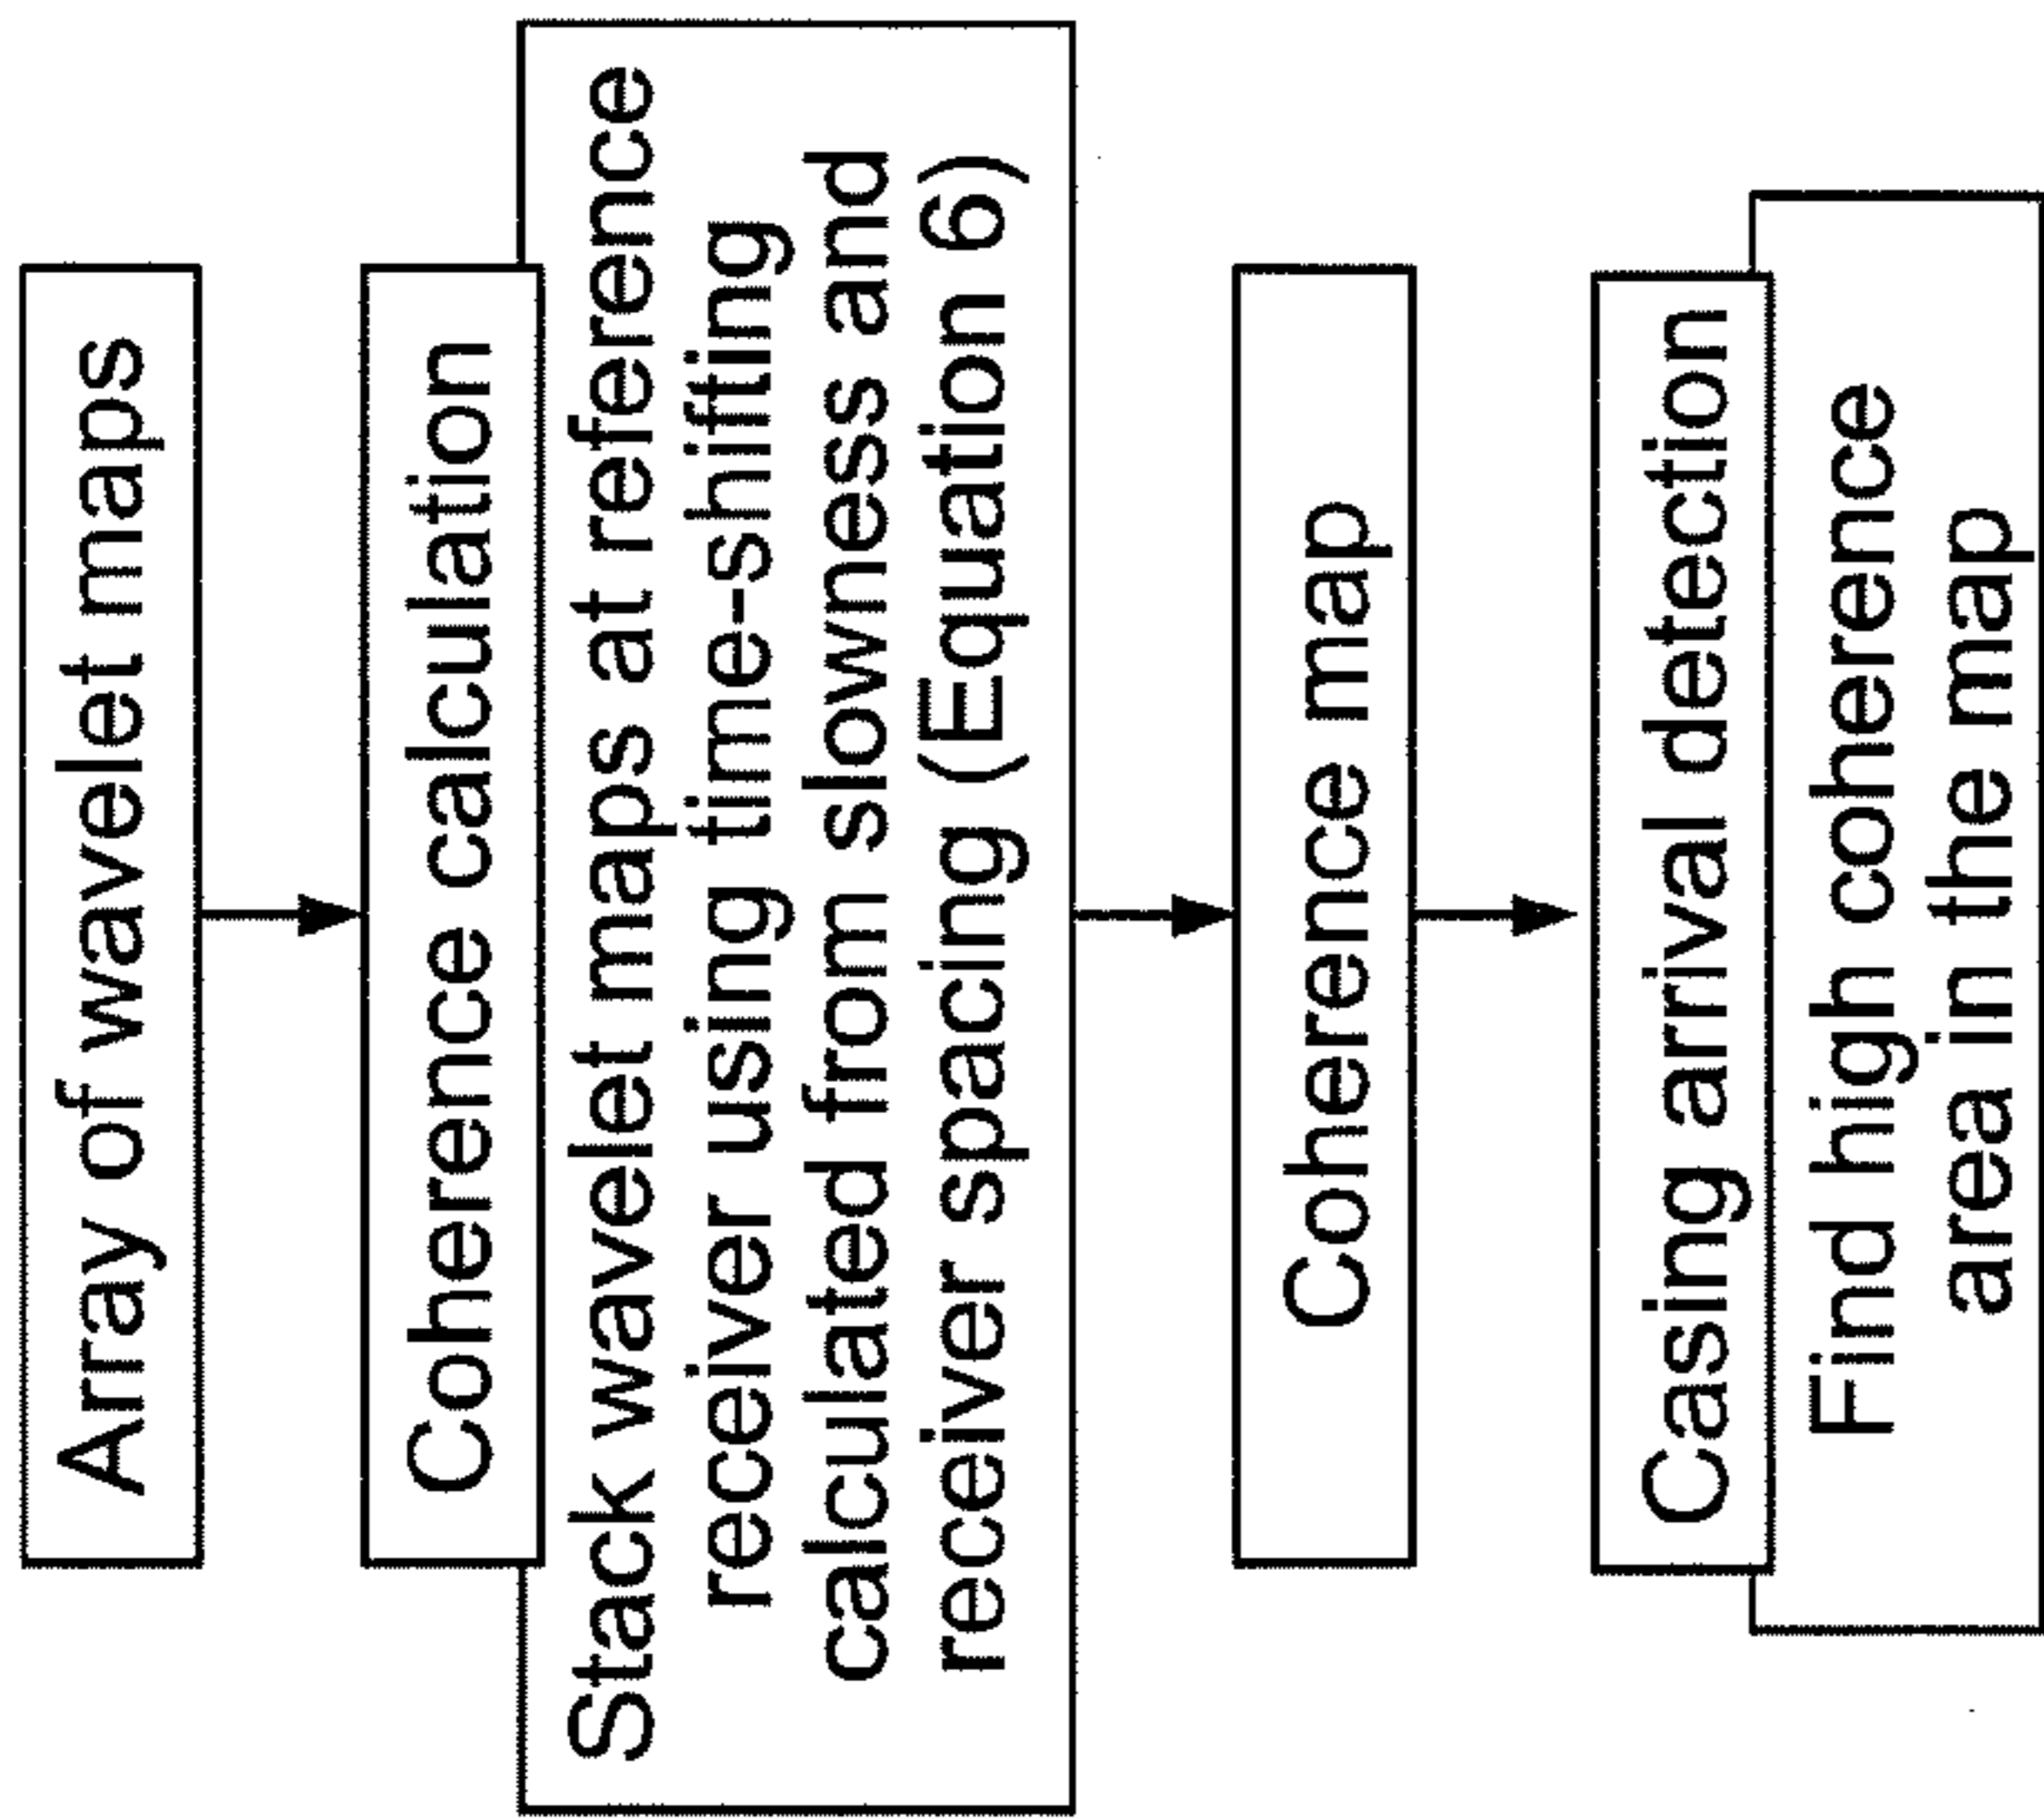 Array of wavelet maps
Coherence calculation
Stack wavelet maps at reference
receiver using time-shifting
calculated from slowness and
receiver spacing (Equation 6)
Coherence map
Casing arrival detection
Find high coherence
area in the map